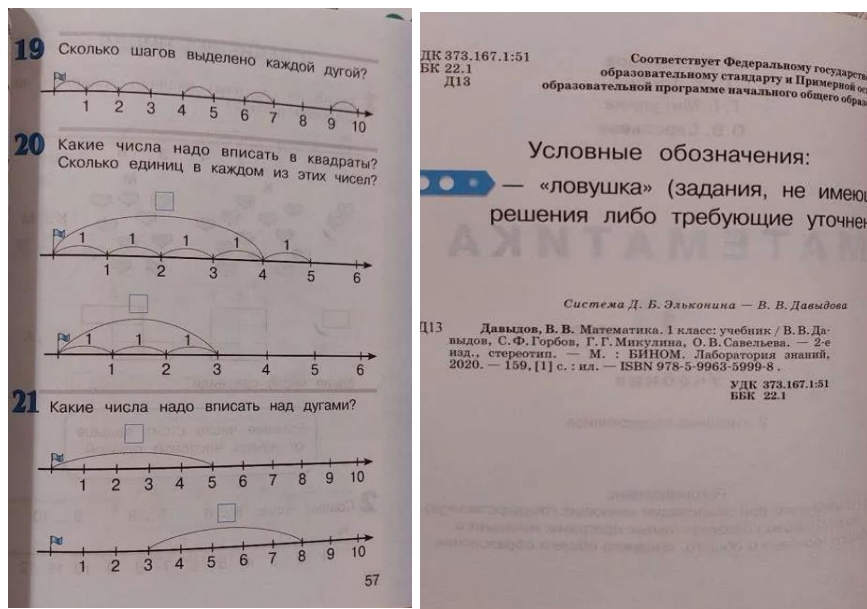 19 Сколько шагов выделено каждой дугой?
1 2 3 4 5 6 7 8 9 10
20 Какие числа надо вписать в квадраты?
Сколько единиц в каждом из этих чисел?
1 1 1 1 1
1 2 3 4 5 6
1 1 1
1 2 3 4 5 6
21 Какие числа надо вписать над дугами?
1 2 3 4 5 6 7 8 9 10
1 2 3 4 5 6 7 8 9 10
57
ДК 373.167.1:51
БК 22.1
Д13
Соответствует Федеральному государств
образовательному стандарту и Примерной ос
образовательной программе начального общего образо
Условные обозначения:
— «ловушка» (задания, не имеющ
решения либо требующие уточнен
Система Д. Б. Эльконина — В. В. Давыдова
Д13 Давыдов, В. В. Математика. 1 класс: учебник / В. В. Да-
выдов, С. Ф. Горбов, Г. Г. Микулина, О. В. Савельева. — 2-е
изд., стереотип. — М. : БИНОМ. Лаборатория знаний,
2020. — 159, [1] с. : ил. — ISBN 978-5-9963-5999-8 .
УДК 373.167.1:51
ББК 22.1